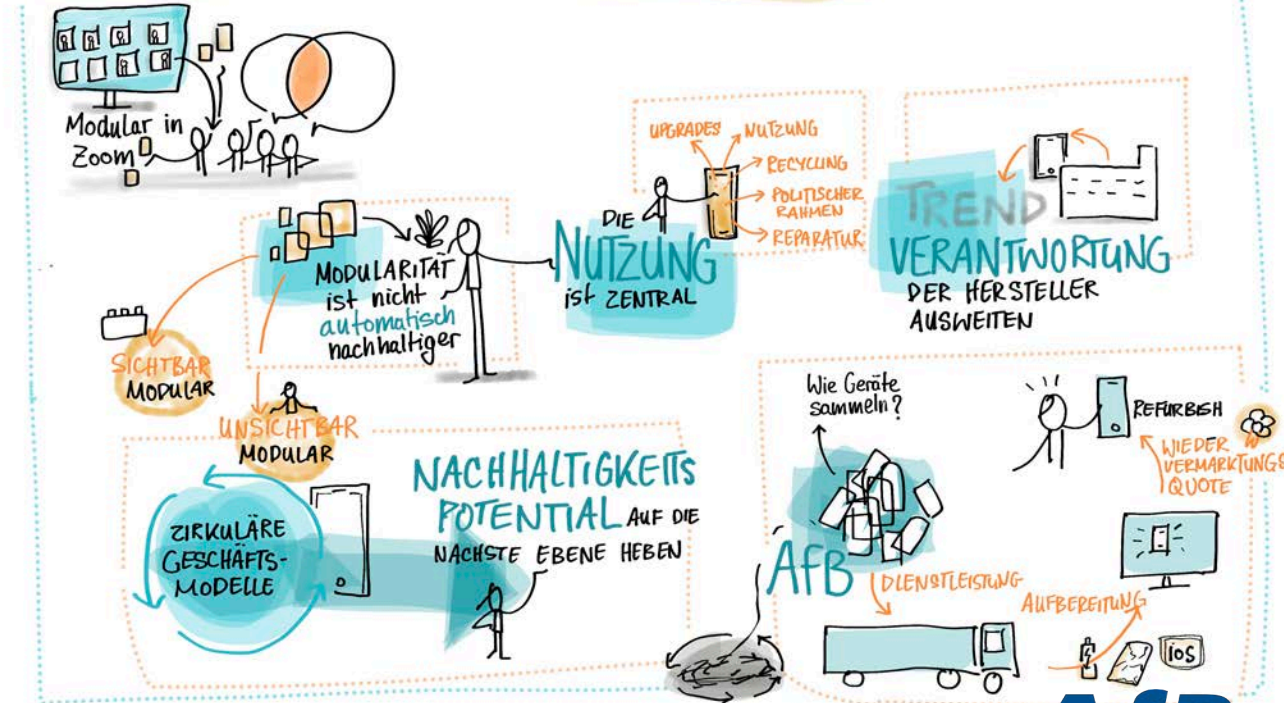 Modular in
Zoom
MODULARITÄT
ist nicht
automatisch
nachhaltiger
SICHTBAR
MODULAR
UNSICHTBAR
MODULAR
DIE
NUTZUNG
ist ZENTRAL
UPGRADES
NUTZUNG
RECYCLING
POLITISCHER
RAHMEN
REPARATUR
TREND
VERANTWORTUNG
DER HERSTELLER
AUSWEITEN
ZIRKULÄRE
GESCHÄFTS-
MODELLE
NACHHALTIGKEITS
POTENTIAL AUF DIE
NÄCHSTE EBENE HEBEN
Wie Geräte
sammeln?
AfB
DIENSTLEISTUNG
AUFBEREITUNG
iOS
REFURBISH
WIEDER
VERMARKTUNGS
QUOTE
AfB